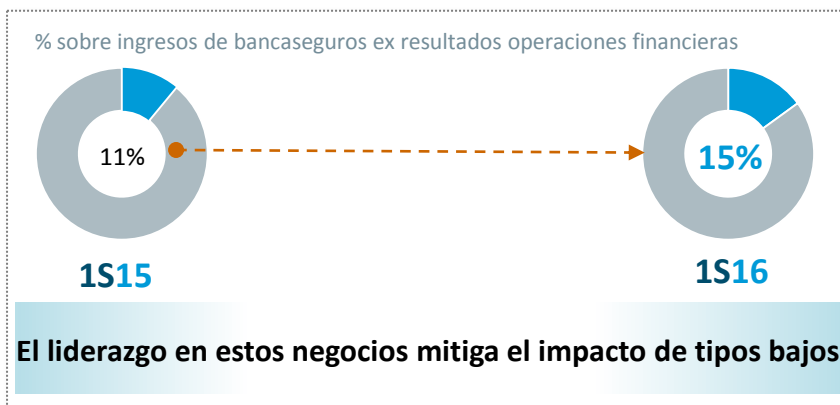 % sobre ingresos de bancaseguros ex resultados operaciones financieras
11%
15%
1S15
1S16
El liderazgo en estos negocios mitiga el impacto de tipos bajos